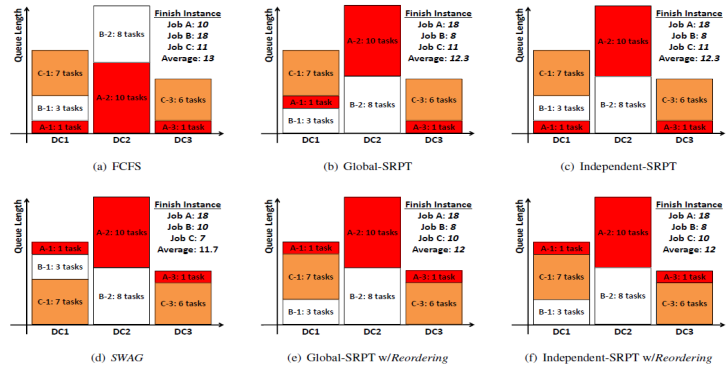 Queue Length
B-2: 8 tasks
Finish Instance
Job A: 10
Job B: 18
Job C: 11
Average: 13
C-1: 7 tasks
B-1: 3 tasks
A-2: 10 tasks
C-3: 6 tasks
A-1: 1 task
A-3: 1 task
DC1 DC2 DC3
(a) FCFS
Queue Length
A-2: 10 tasks
Finish Instance
Job A: 18
Job B: 8
Job C: 11
Average: 12.3
C-1: 7 tasks
A-1: 1 task
B-1: 3 tasks
B-2: 8 tasks
C-3: 6 tasks
A-3: 1 task
DC1 DC2 DC3
(b) Global-SRPT
Queue Length
A-2: 10 tasks
Finish Instance
Job A: 18
Job B: 8
Job C: 11
Average: 12.3
C-1: 7 tasks
B-1: 3 tasks
B-2: 8 tasks
C-3: 6 tasks
A-1: 1 task
A-3: 1 task
DC1 DC2 DC3
(c) Independent-SRPT
Queue Length
A-2: 10 tasks
Finish Instance
Job A: 18
Job B: 10
Job C: 7
Average: 11.7
A-1: 1 task
B-1: 3 tasks
C-1: 7 tasks
B-2: 8 tasks
A-3: 1 task
C-3: 6 tasks
DC1 DC2 DC3
(d) SWAG
Queue Length
A-2: 10 tasks
Finish Instance
Job A: 18
Job B: 8
Job C: 10
Average: 12
A-1: 1 task
C-1: 7 tasks
B-1: 3 tasks
B-2: 8 tasks
A-3: 1 task
C-3: 6 tasks
DC1 DC2 DC3
(e) Global-SRPT w/Reordering
Queue Length
A-2: 10 tasks
Finish Instance
Job A: 18
Job B: 8
Job C: 10
Average: 12
A-1: 1 task
C-1: 7 tasks
B-1: 3 tasks
B-2: 8 tasks
A-3: 1 task
C-3: 6 tasks
DC1 DC2 DC3
(f) Independent-SRPT w/Reordering